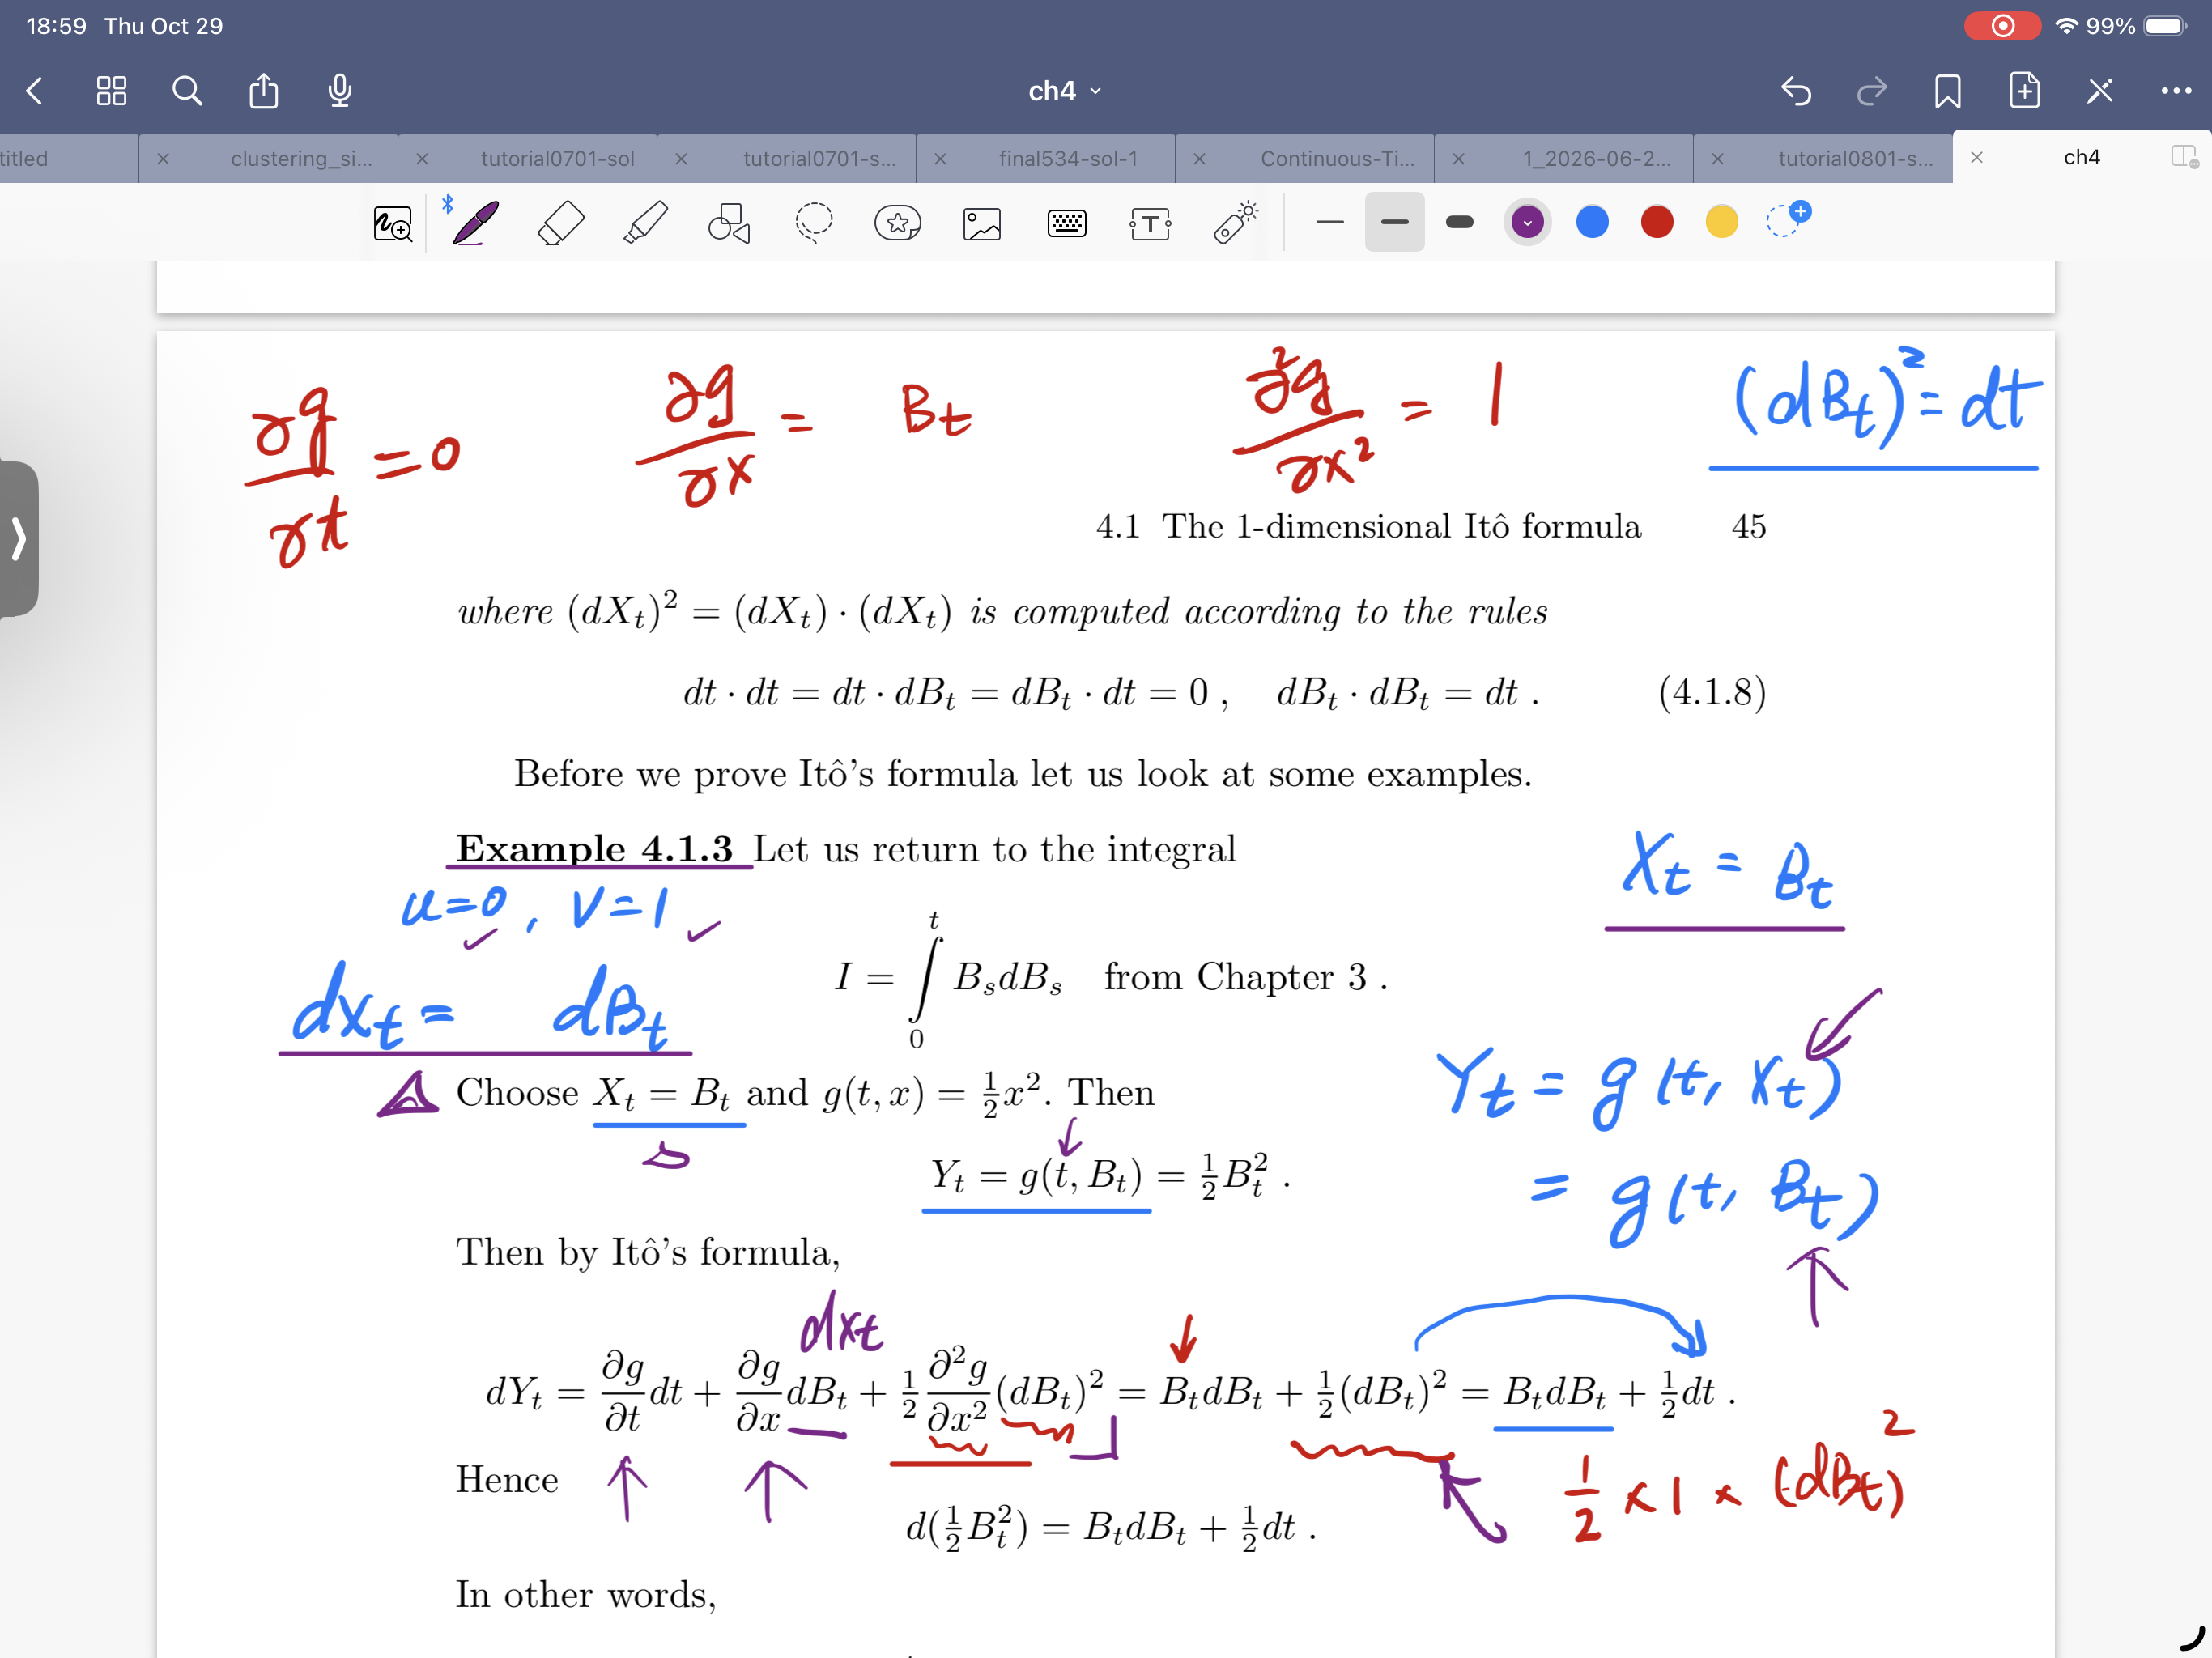 18:59 Thu Oct 29
99%
ch4
titled
clustering_si...
tutorial0701-sol
tutorial0701-s...
final534-sol-1
Continuous-Ti...
1_2026-06-2...
tutorial0801-s...
ch4
∂g/∂t = 0
∂g/∂x = B_t
∂²g/∂x² = 1
(dB_t)² = dt
4.1 The 1-dimensional Itô formula 45
where (dX_t)² = (dX_t) · (dX_t) is computed according to the rules
dt · dt = dt · dB_t = dB_t · dt = 0 , dB_t · dB_t = dt . (4.1.8)
Before we prove Itô's formula let us look at some examples.
Example 4.1.3 Let us return to the integral
X_t = B_t
u=0, v=1
I = ∫_0^t B_s dB_s from Chapter 3 .
dX_t = dB_t
Choose X_t = B_t and g(t, x) = ½x². Then
Y_t = g(t, X_t)
Y_t = g(t, B_t) = ½B_t² .
= g(t, B_t)
Then by Itô's formula,
dX_t
dY_t = ∂g/∂t dt + ∂g/∂x dB_t + ½ ∂²g/∂x² (dB_t)² = B_t dB_t + ½(dB_t)² = B_t dB_t + ½dt .
Hence
½ × 1 × (dB_t)²
d(½B_t²) = B_t dB_t + ½dt .
In other words,